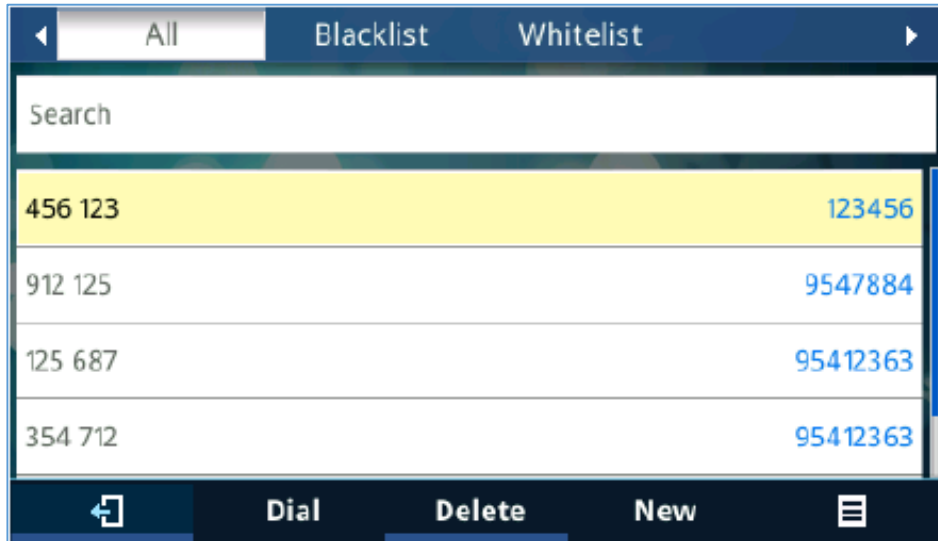 All Blacklist Whitelist
Search
456 123 123456
912 125 9547884
125 687 95412363
354 712 95412363
Dial Delete New